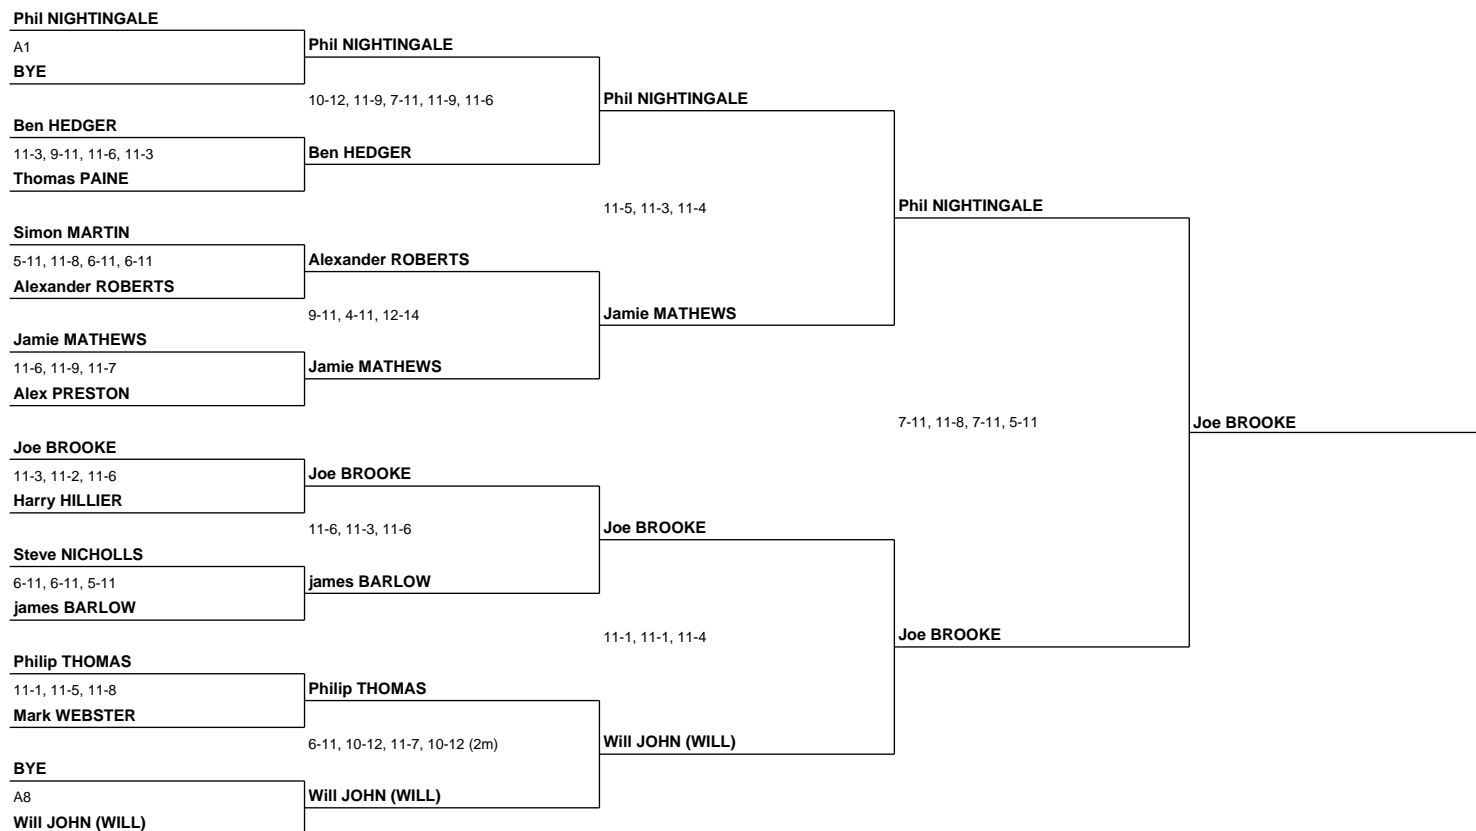 Phil NIGHTINGALE
A1
BYE
Ben HEDGER
11-3, 9-11, 11-6, 11-3
Thomas PAINE
Simon MARTIN
5-11, 11-8, 6-11, 6-11
Alexander ROBERTS
Jamie MATHEWS
11-6, 11-9, 11-7
Alex PRESTON
Joe BROOKE
11-3, 11-2, 11-6
Harry HILLIER
Steve NICHOLLS
6-11, 6-11, 5-11
james BARLOW
Philip THOMAS
11-1, 11-5, 11-8
Mark WEBSTER
BYE
A8
Will JOHN (WILL)
Phil NIGHTINGALE
10-12, 11-9, 7-11, 11-9, 11-6
Ben HEDGER
Alexander ROBERTS
9-11, 4-11, 12-14
Jamie MATHEWS
Joe BROOKE
11-6, 11-3, 11-6
james BARLOW
Philip THOMAS
6-11, 10-12, 11-7, 10-12 (2m)
Will JOHN (WILL)
Phil NIGHTINGALE
11-5, 11-3, 11-4
Jamie MATHEWS
Joe BROOKE
11-1, 11-1, 11-4
Will JOHN (WILL)
Phil NIGHTINGALE
7-11, 11-8, 7-11, 5-11
Joe BROOKE
Joe BROOKE